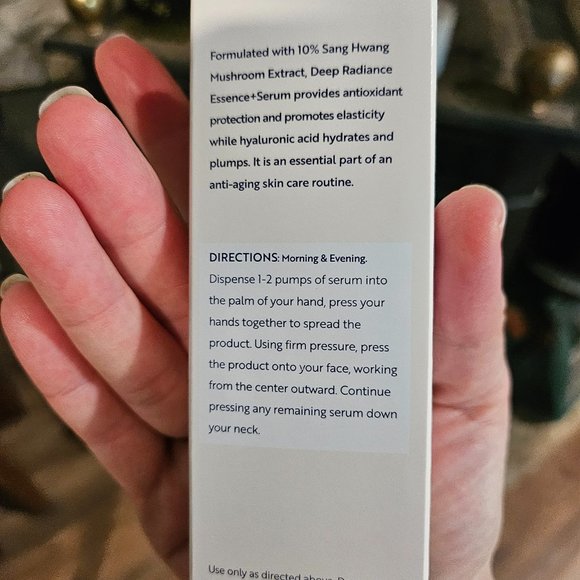 Formulated with 10% Sang Hwang
Mushroom Extract, Deep Radiance
Essence+Serum provides antioxidant
protection and promotes elasticity
while hyaluronic acid hydrates and
plumps. It is an essential part of an
anti-aging skin care routine.
DIRECTIONS: Morning & Evening.
Dispense 1-2 pumps of serum into
the palm of your hand, press your
hands together to spread the
product. Using firm pressure, press
the product onto your face, working
from the center outward. Continue
pressing any remaining serum down
your neck.
Use only as directed above.